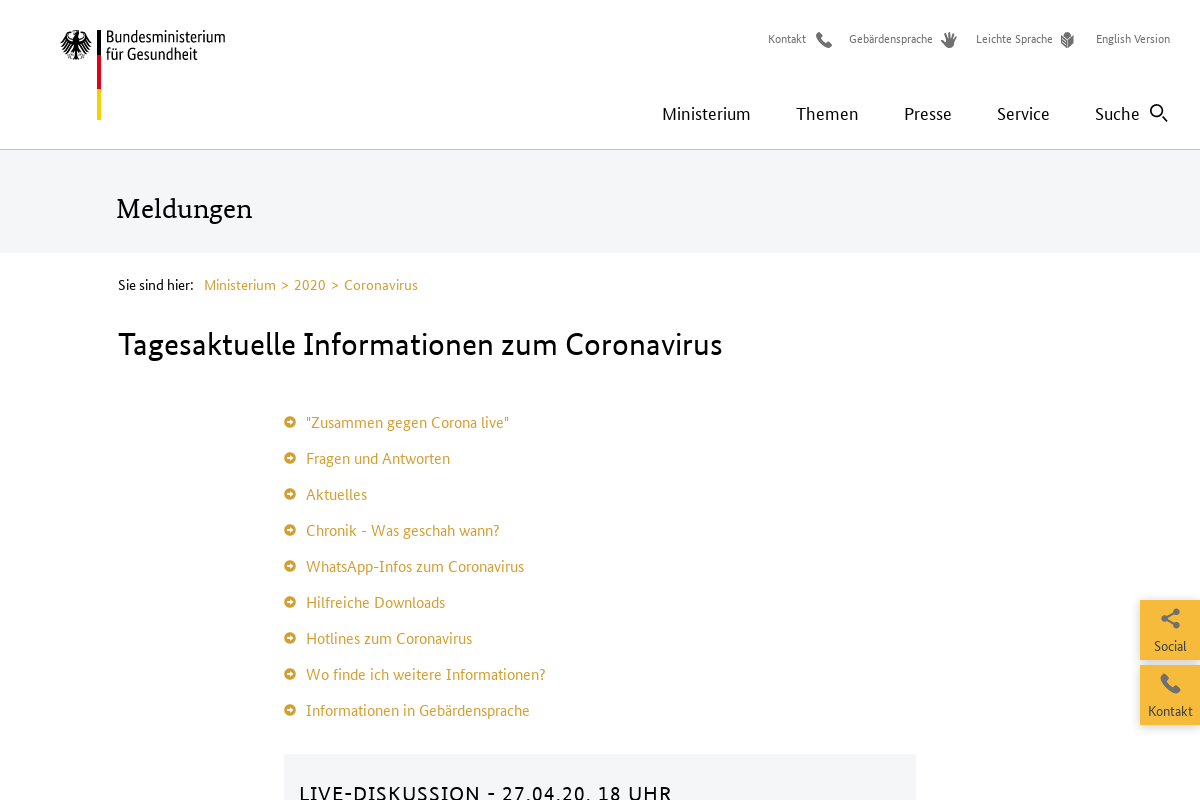 Bundesministerium
für Gesundheit
Kontakt
Gebärdensprache
Leichte Sprache
English Version
Ministerium
Themen
Presse
Service
Suche
Meldungen
Sie sind hier: Ministerium > 2020 > Coronavirus
Tagesaktuelle Informationen zum Coronavirus
"Zusammen gegen Corona live"
Fragen und Antworten
Aktuelles
Chronik - Was geschah wann?
WhatsApp-Infos zum Coronavirus
Hilfreiche Downloads
Hotlines zum Coronavirus
Wo finde ich weitere Informationen?
Informationen in Gebärdensprache
Social
Kontakt
LIVE-DISKUSSION - 27.04.20, 18 UHR